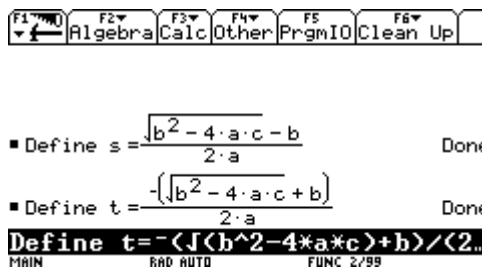 F1 F2 Algebra F3 Calc F4 Other F5 PrgmIO F6 Clean Up
▪ Define s = (√(b² - 4·a·c) - b)/(2·a) Done
▪ Define t = -(√(b² - 4·a·c) + b)/(2·a) Done
Define t=⁻(√(b^2-4*a*c)+b)/(2…
MAIN RAD AUTO FUNC 2/99